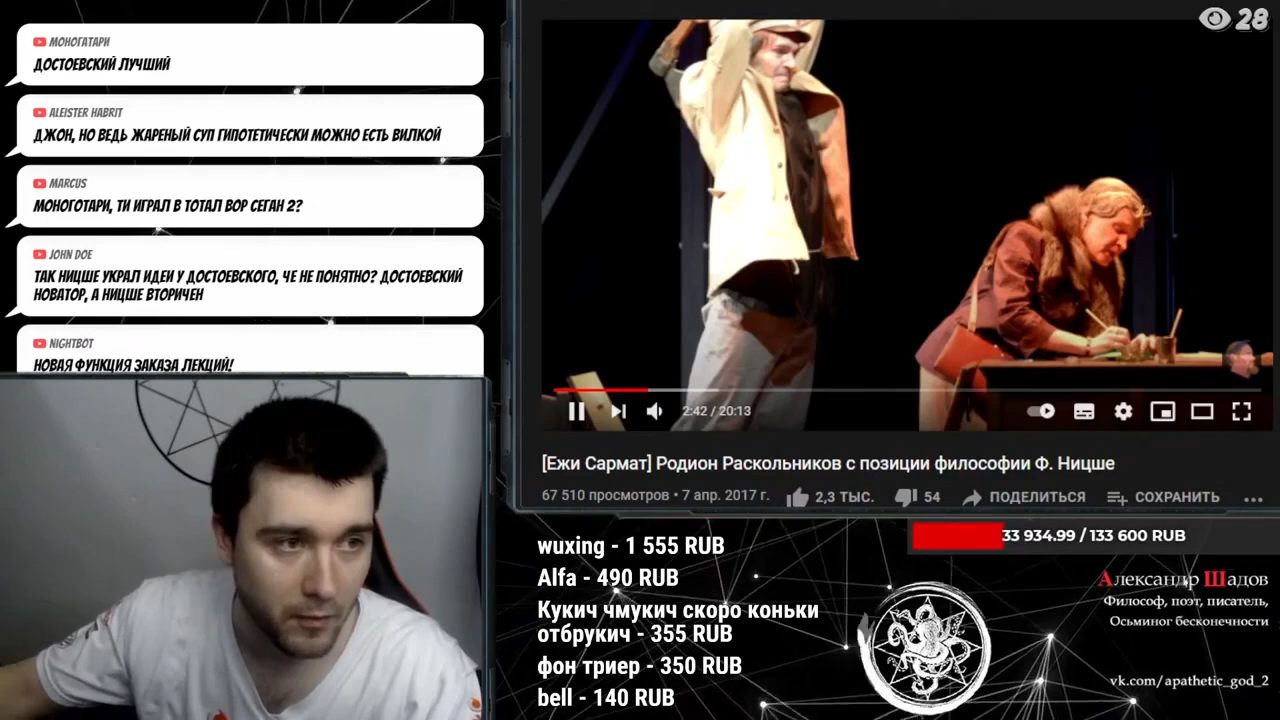 МОНОГАТАРИ
ДОСТОЕВСКИЙ ЛУЧШИЙ
ALEISTER HABRIT
ДЖОН, НО ВЕДЬ ЖАРЕНЫЙ СУП ГИПОТЕТИЧЕСКИ МОЖНО ЕСТЬ ВИЛКОЙ
MARCUS
МОНОГОТАРИ, ТИ ИГРАЛ В ТОТАЛ ВОР СЕГАН 2?
JOHN DOE
ТАК НИЦШЕ УКРАЛ ИДЕИ У ДОСТОЕВСКОГО, ЧЕ НЕ ПОНЯТНО? ДОСТОЕВСКИЙ
НОВАТОР, А НИЦШЕ ВТОРИЧЕН
NIGHTBOT
НОВАЯ ФУНКЦИЯ ЗАКАЗА ЛЕКЦИЙ!
28
2:42 / 20:13
[Ежи Сармат] Родион Раскольников с позиции философии Ф. Ницше
67 510 просмотров • 7 апр. 2017 г.
2,3 ТЫС.
54
ПОДЕЛИТЬСЯ
СОХРАНИТЬ
33 934.99 / 133 600 RUB
wuxing - 1 555 RUB
Alfa - 490 RUB
Кукич чмукич скоро коньки
отбрукич - 355 RUB
фон триер - 350 RUB
bell - 140 RUB
Александр Шадов
Философ, поэт, писатель,
Осьминог бесконечности
vk.com/apathetic_god_2